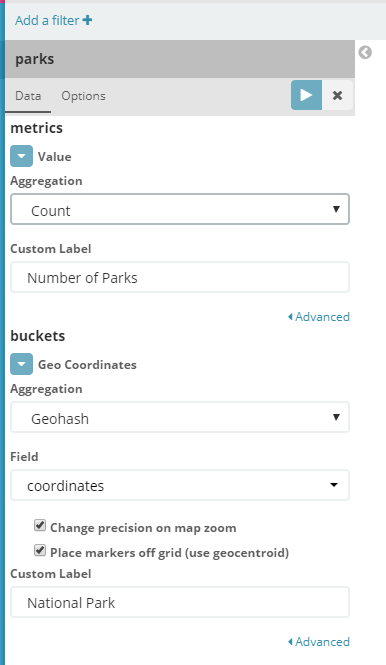 Add a filter +
parks
Data Options
metrics
Value
Aggregation
Count
Custom Label
Number of Parks
Advanced
buckets
Geo Coordinates
Aggregation
Geohash
Field
coordinates
Change precision on map zoom
Place markers off grid (use geocentroid)
Custom Label
National Park
Advanced